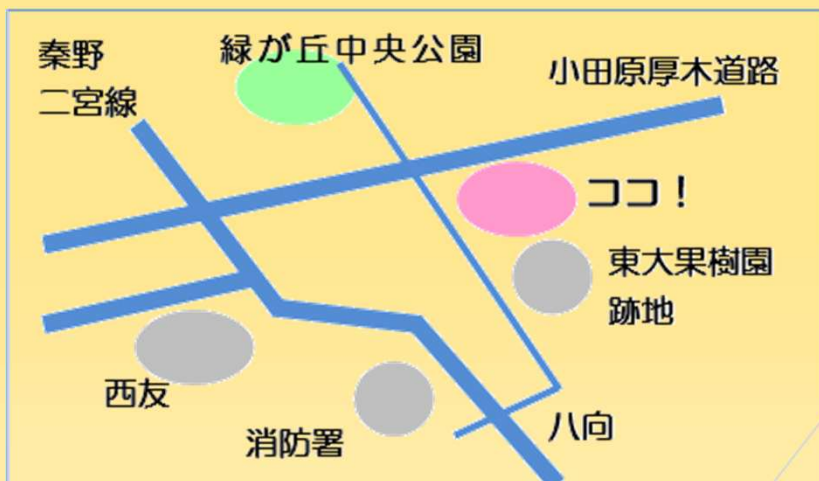 秦野
二宮線
緑が丘中央公園
小田原厚木道路
ココ！
東大果樹園
跡地
西友
消防署
八向